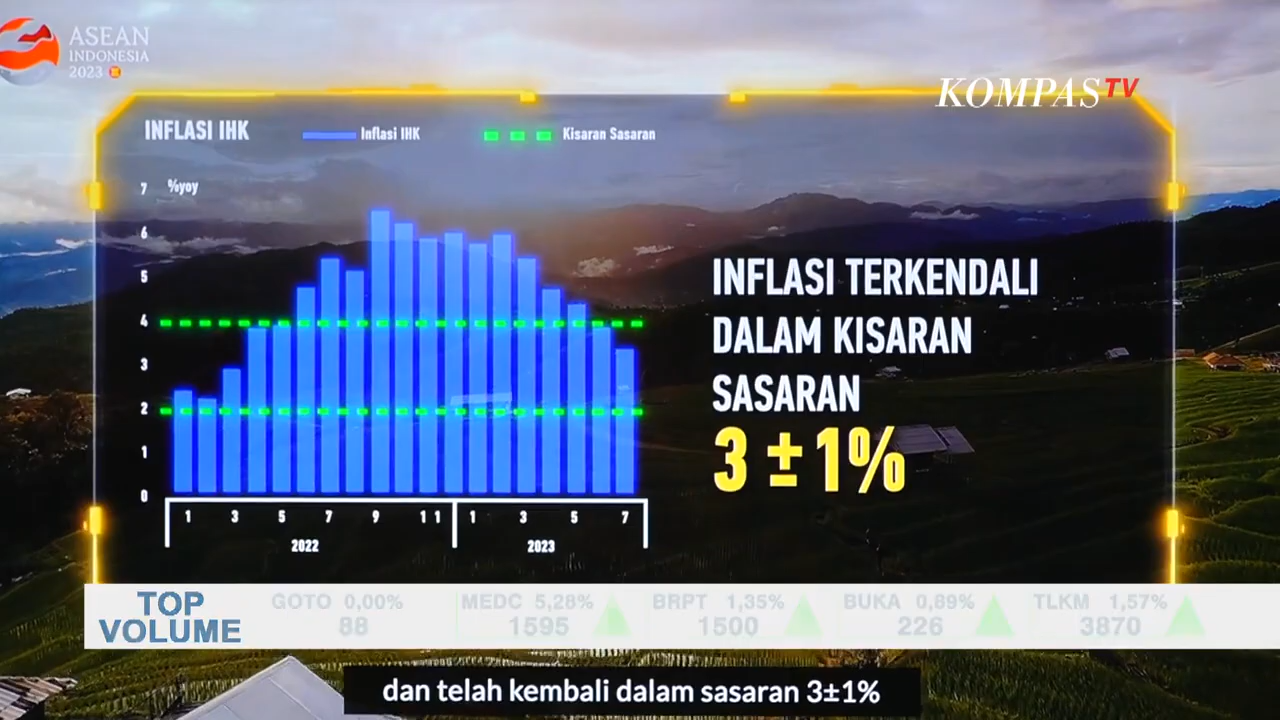 ASEAN
INDONESIA
2023
KOMPASTV
INFLASI IHK
Inflasi IHK
Kisaran Sasaran
%yoy
7
6
5
4
3
2
1
0
1 3 5 7 9 11 1 3 5 7
2022 2023
INFLASI TERKENDALI
DALAM KISARAN
SASARAN
3 ± 1%
TOP
VOLUME
GOTO 0,00%
88
MEDC 5,28%
1595
BRPT 1,35%
1500
BUKA 0,89%
226
TLKM 1,57%
3870
dan telah kembali dalam sasaran 3±1%